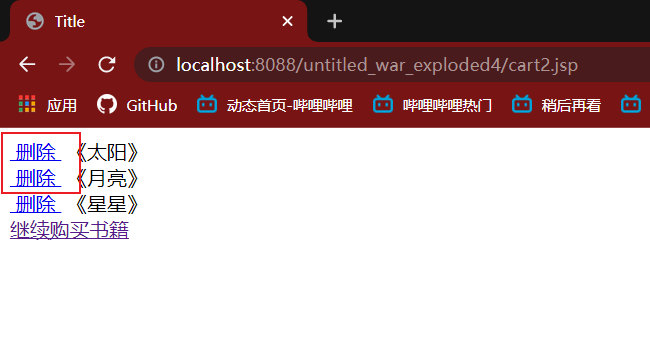 Title
localhost:8088/untitled_war_exploded4/cart2.jsp
应用 GitHub 动态首页-哔哩哔哩 哔哩哔哩热门 稍后再看
删除 《太阳》
删除 《月亮》
删除 《星星》
继续购买书籍